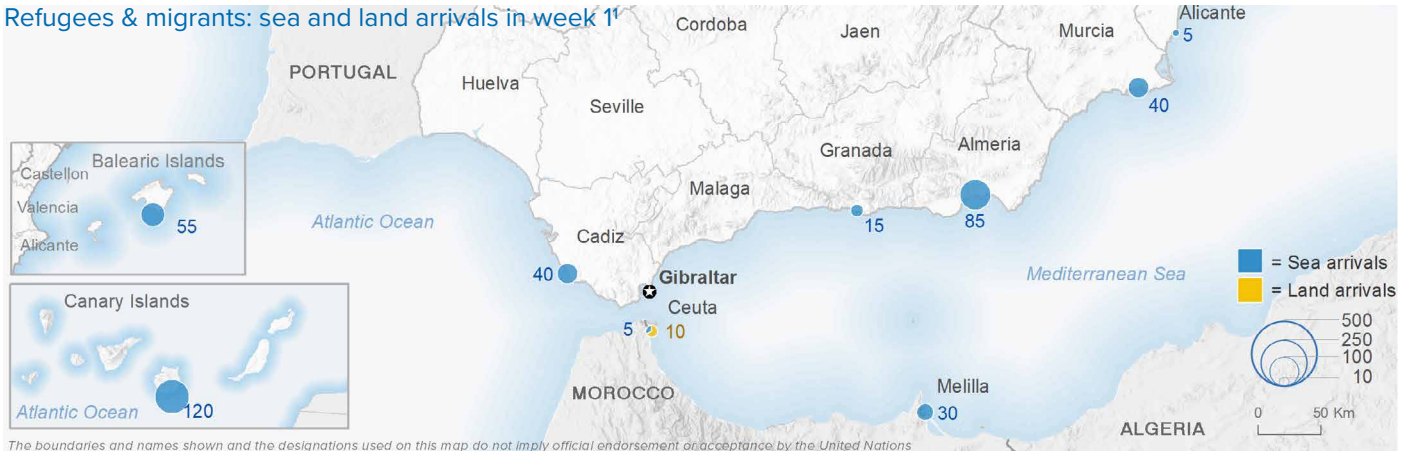 Refugees & migrants: sea and land arrivals in week 1¹
Alicante
5
Cordoba
Jaen
Murcia
PORTUGAL
Huelva
Seville
40
Granada
Almeria
Malaga
15
85
Balearic Islands
Castellon
Valencia
Alicante
55
Atlantic Ocean
Cadiz
40
Gibraltar
Ceuta
5
10
Mediterranean Sea
= Sea arrivals
= Land arrivals
500
250
100
10
0 50 Km
Canary Islands
Atlantic Ocean
120
MOROCCO
Melilla
30
ALGERIA
The boundaries and names shown and the designations used on this map do not imply official endorsement or acceptance by the United Nations